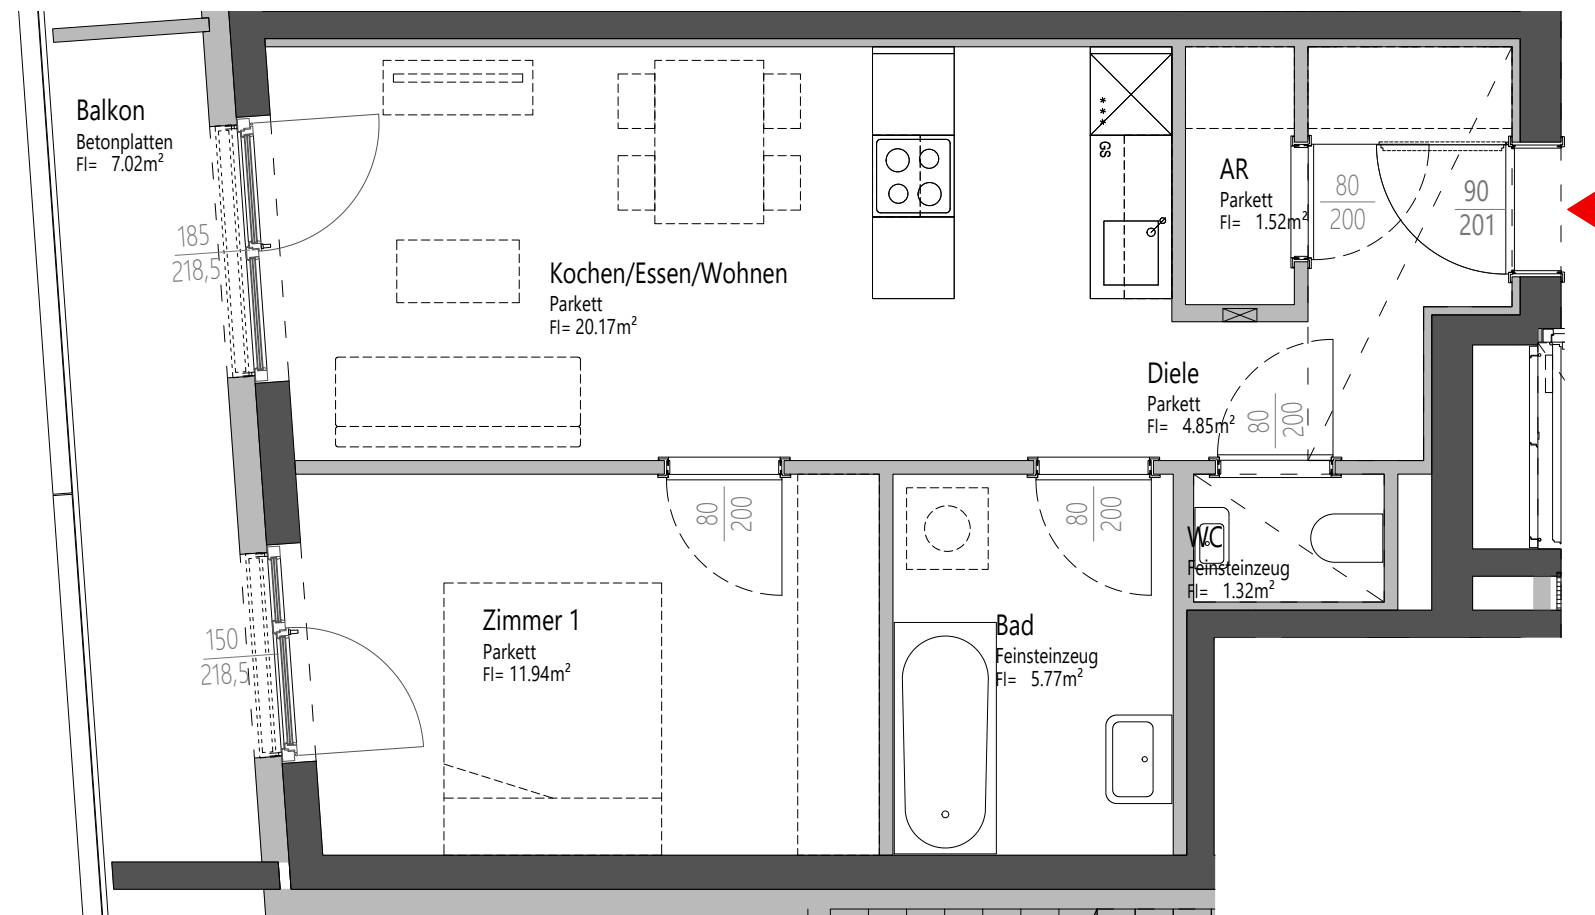 Balkon
Betonplatten
Fl= 7.02m²
185
218,5
Kochen/Essen/Wohnen
Parkett
Fl= 20.17m²
***
GS
AR
Parkett
Fl= 1.52m²
80
200
90
201
Diele
Parkett
Fl= 4.85m²
80
200
80
200
80
200
WC
Feinsteinzeug
Fl= 1.32m²
150
218,5
Zimmer 1
Parkett
Fl= 11.94m²
Bad
Feinsteinzeug
Fl= 5.77m²